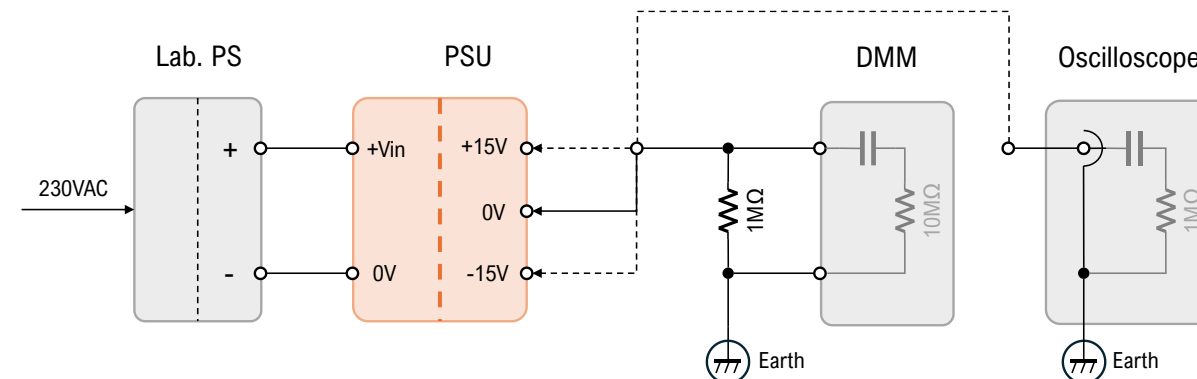 Lab. PS
PSU
DMM
Oscilloscope
230VAC
+
-
+Vin
0V
+15V
0V
-15V
1MΩ
10MΩ
1MΩ
Earth
Earth